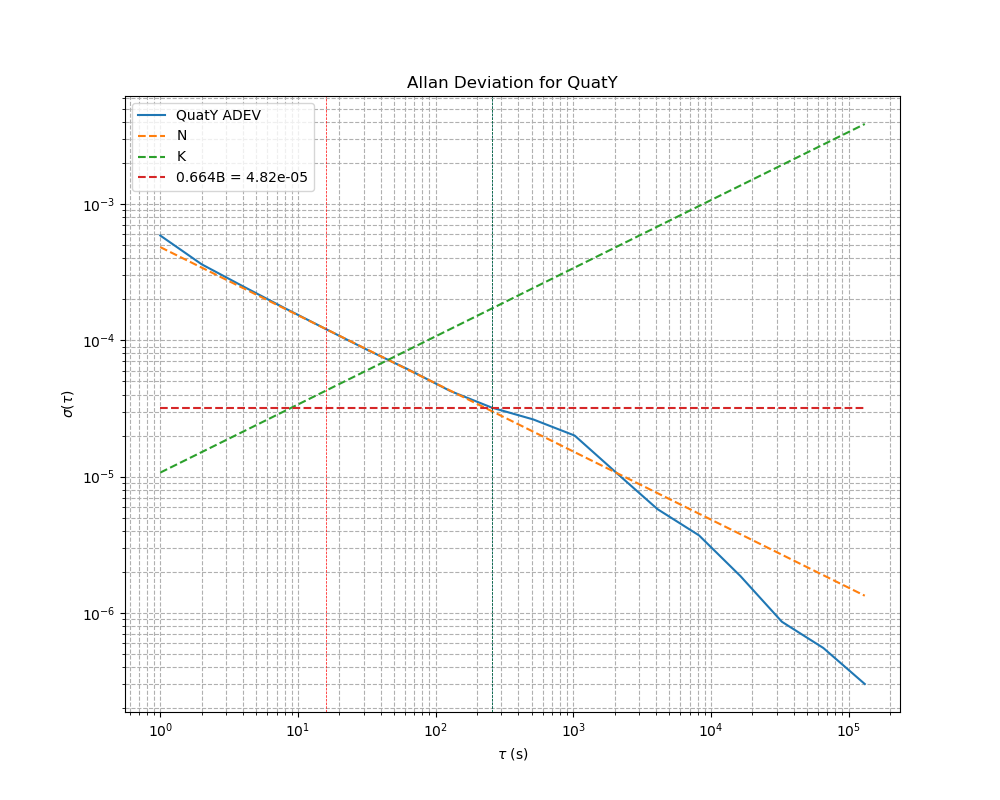 Allan Deviation for QuatY
QuatY ADEV
N
K
0.664B = 4.82e-05
10⁻³
10⁻⁴
10⁻⁵
10⁻⁶
σ(τ)
10⁰ 10¹ 10² 10³ 10⁴ 10⁵
τ (s)